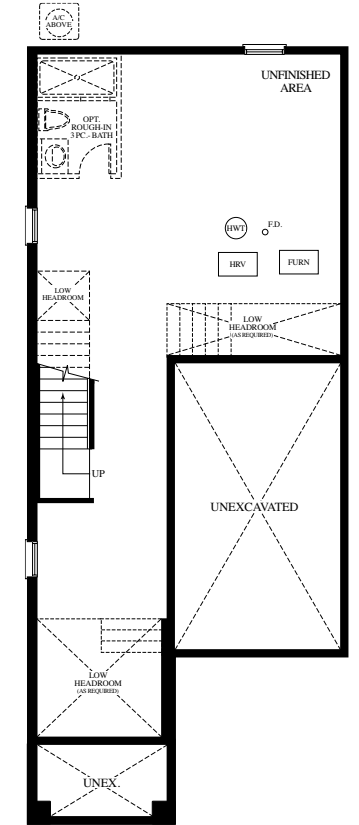 A/C
ABOVE
UNFINISHED
AREA
OPT.
ROUGH-IN
3 PC.- BATH
HWT
F.D.
HRV
FURN
LOW
HEADROOM
LOW
HEADROOM
(AS REQUIRED)
UP
UNEXCAVATED
LOW
HEADROOM
(AS REQUIRED)
UNEX.